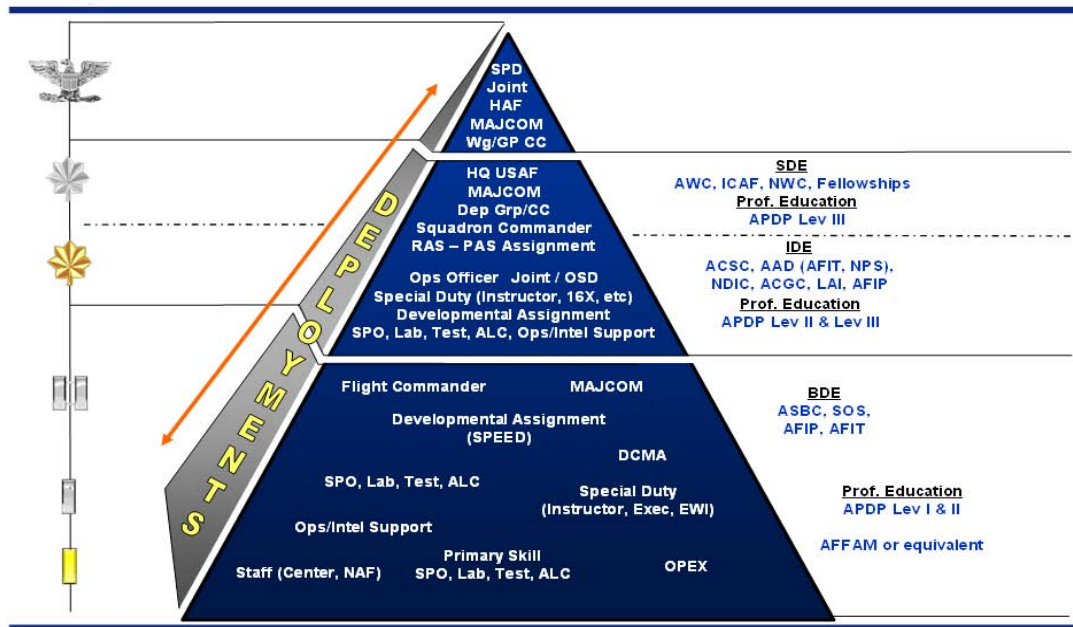 SPD
Joint
HAF
MAJCOM
Wg/GP CC
HQ USAF
MAJCOM
Dep Grp/CC
Squadron Commander
RAS – PAS Assignment
Ops Officer Joint / OSD
Special Duty (Instructor, 16X, etc)
Developmental Assignment
SPO, Lab, Test, ALC, Ops/Intel Support
Flight Commander
MAJCOM
Developmental Assignment
(SPEED)
DCMA
SPO, Lab, Test, ALC
Special Duty
(Instructor, Exec, EWI)
Ops/Intel Support
Primary Skill
SPO, Lab, Test, ALC
Staff (Center, NAF)
OPEX
DEPLOYMENTS
SDE
AWC, ICAF, NWC, Fellowships
Prof. Education
APDP Lev III
IDE
ACSC, AAD (AFIT, NPS),
NDIC, ACGC, LAI, AFIP
Prof. Education
APDP Lev II & Lev III
BDE
ASBC, SOS,
AFIP, AFIT
Prof. Education
APDP Lev I & II
AFFAM or equivalent